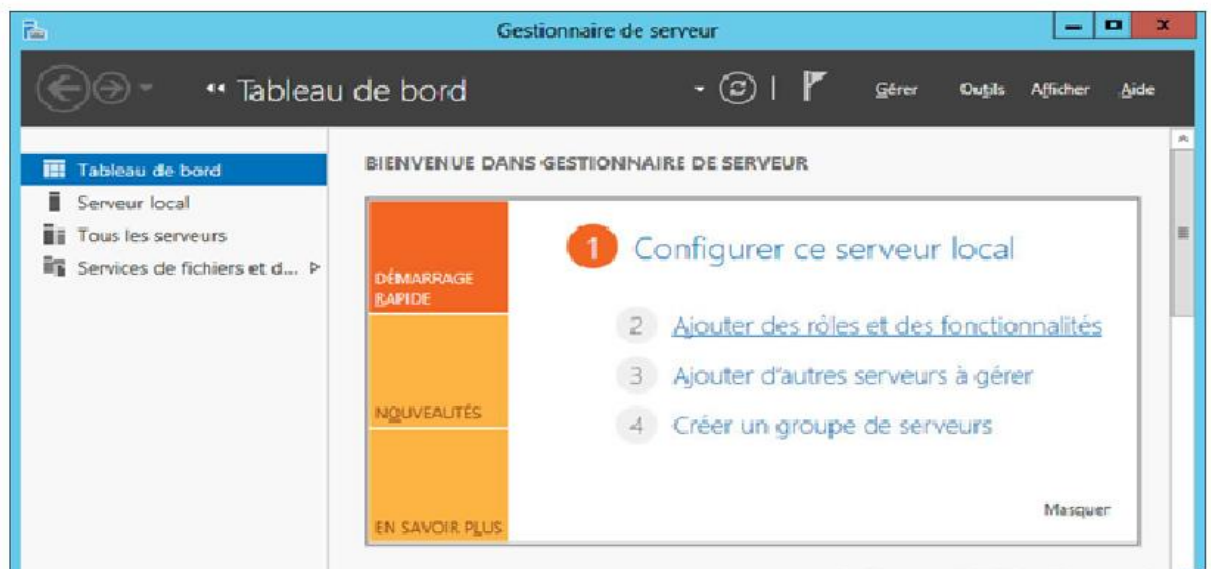 Gestionnaire de serveur
Tableau de bord
Gérer Outils Afficher Aide
Tableau de bord
Serveur local
Tous les serveurs
Services de fichiers et d...
BIENVENUE DANS GESTIONNAIRE DE SERVEUR
DÉMARRAGE
RAPIDE
NOUVEAUTÉS
EN SAVOIR PLUS
1 Configurer ce serveur local
2 Ajouter des rôles et des fonctionnalités
3 Ajouter d'autres serveurs à gérer
4 Créer un groupe de serveurs
Masquer